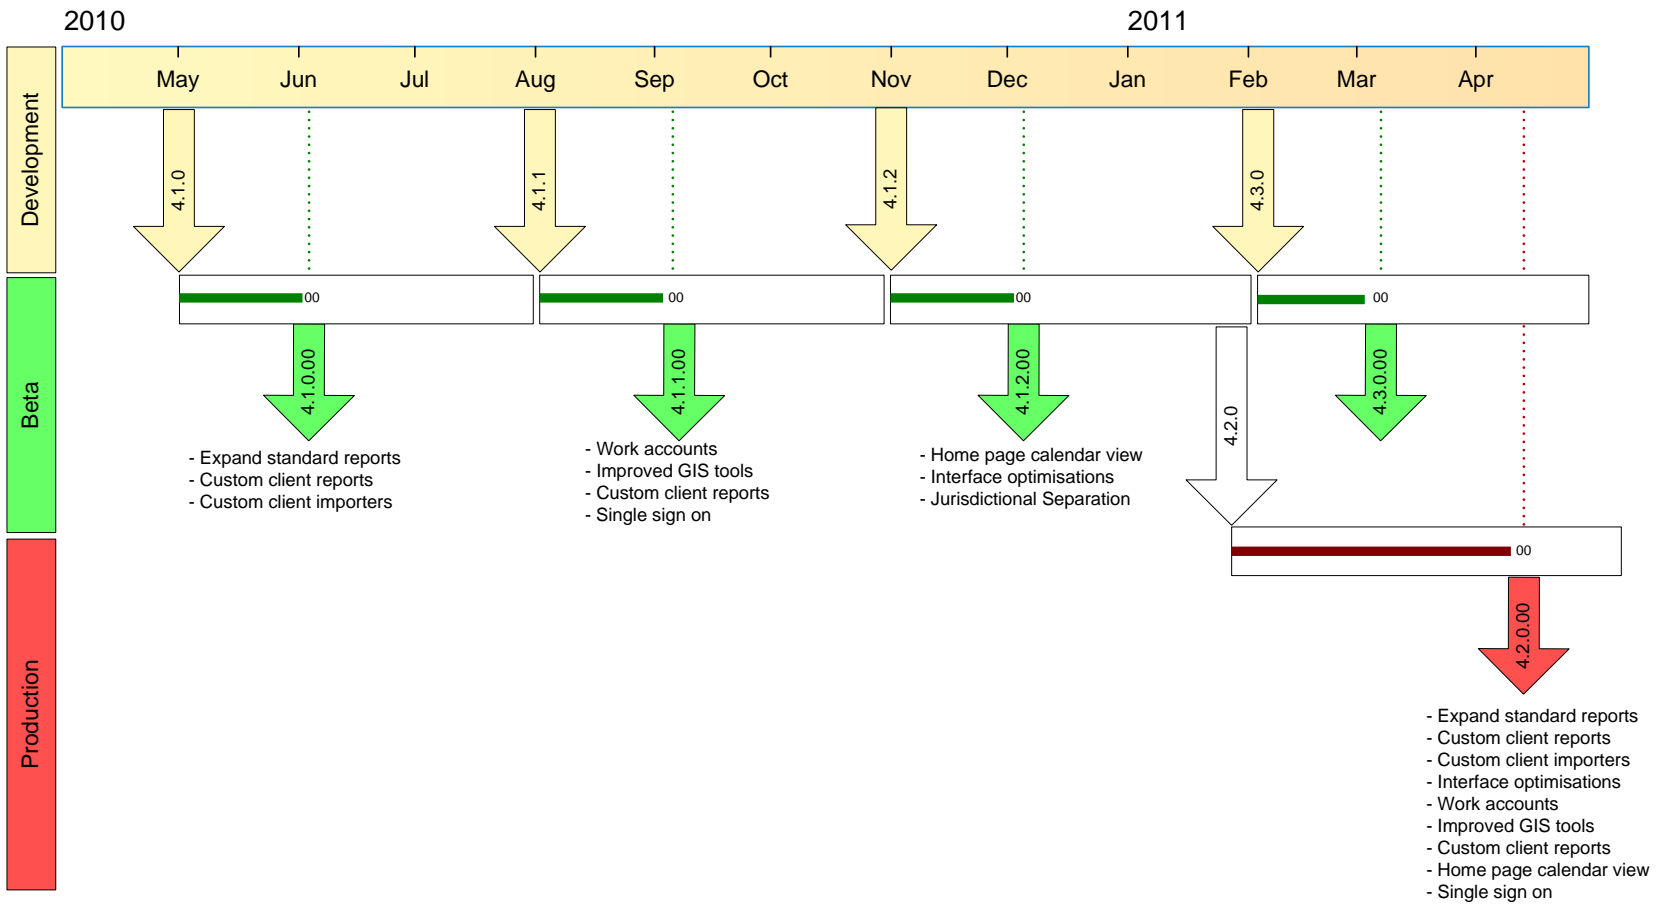 2010
2011
May
Jun
Jul
Aug
Sep
Oct
Nov
Dec
Jan
Feb
Mar
Apr
Development
4.1.0
4.1.1
4.1.2
4.3.0
Beta
00
00
00
00
4.1.0.00
4.1.1.00
4.1.2.00
4.3.0.00
4.2.0
- Expand standard reports
- Custom client reports
- Custom client importers
- Work accounts
- Improved GIS tools
- Custom client reports
- Single sign on
- Home page calendar view
- Interface optimisations
- Jurisdictional Separation
Production
00
4.2.0.00
- Expand standard reports
- Custom client reports
- Custom client importers
- Interface optimisations
- Work accounts
- Improved GIS tools
- Custom client reports
- Home page calendar view
- Single sign on